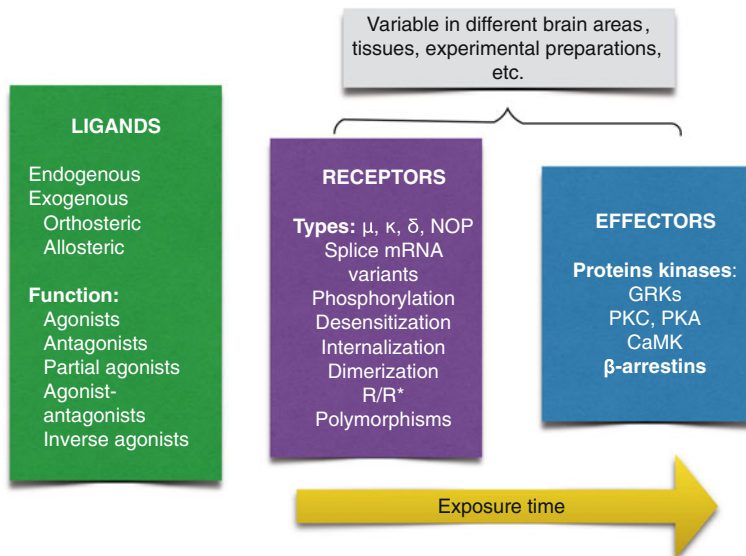 Variable in different brain areas,
tissues, experimental preparations,
etc.
LIGANDS
Endogenous
Exogenous
Orthosteric
Allosteric
Function:
Agonists
Antagonists
Partial agonists
Agonist-
antagonists
Inverse agonists
RECEPTORS
Types: μ, κ, δ, NOP
Splice mRNA
variants
Phosphorylation
Desensitization
Internalization
Dimerization
R/R*
Polymorphisms
EFFECTORS
Proteins kinases:
GRKs
PKC, PKA
CaMK
β-arrestins
Exposure time